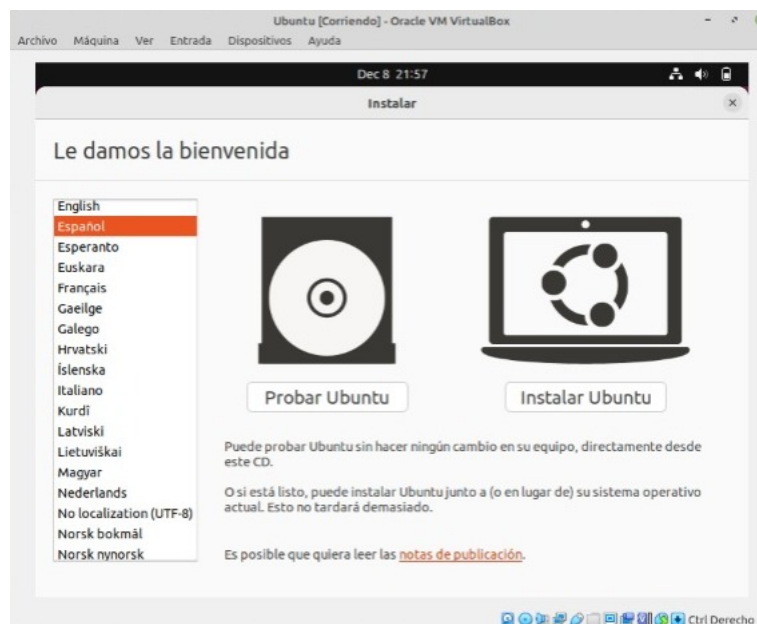 Ubuntu [Corriendo] - Oracle VM VirtualBox
Archivo Máquina Ver Entrada Dispositivos Ayuda
Dec 8 21:57
Instalar
Le damos la bienvenida
English
Español
Esperanto
Euskara
Français
Gaeilge
Galego
Hrvatski
Íslenska
Italiano
Kurdî
Latviski
Lietuviškai
Magyar
Nederlands
No localization (UTF-8)
Norsk bokmål
Norsk nynorsk
Probar Ubuntu
Instalar Ubuntu
Puede probar Ubuntu sin hacer ningún cambio en su equipo, directamente desde
este CD.
O si está listo, puede instalar Ubuntu junto a (o en lugar de) su sistema operativo
actual. Esto no tardará demasiado.
Es posible que quiera leer las notas de publicación.
Ctrl Derecho